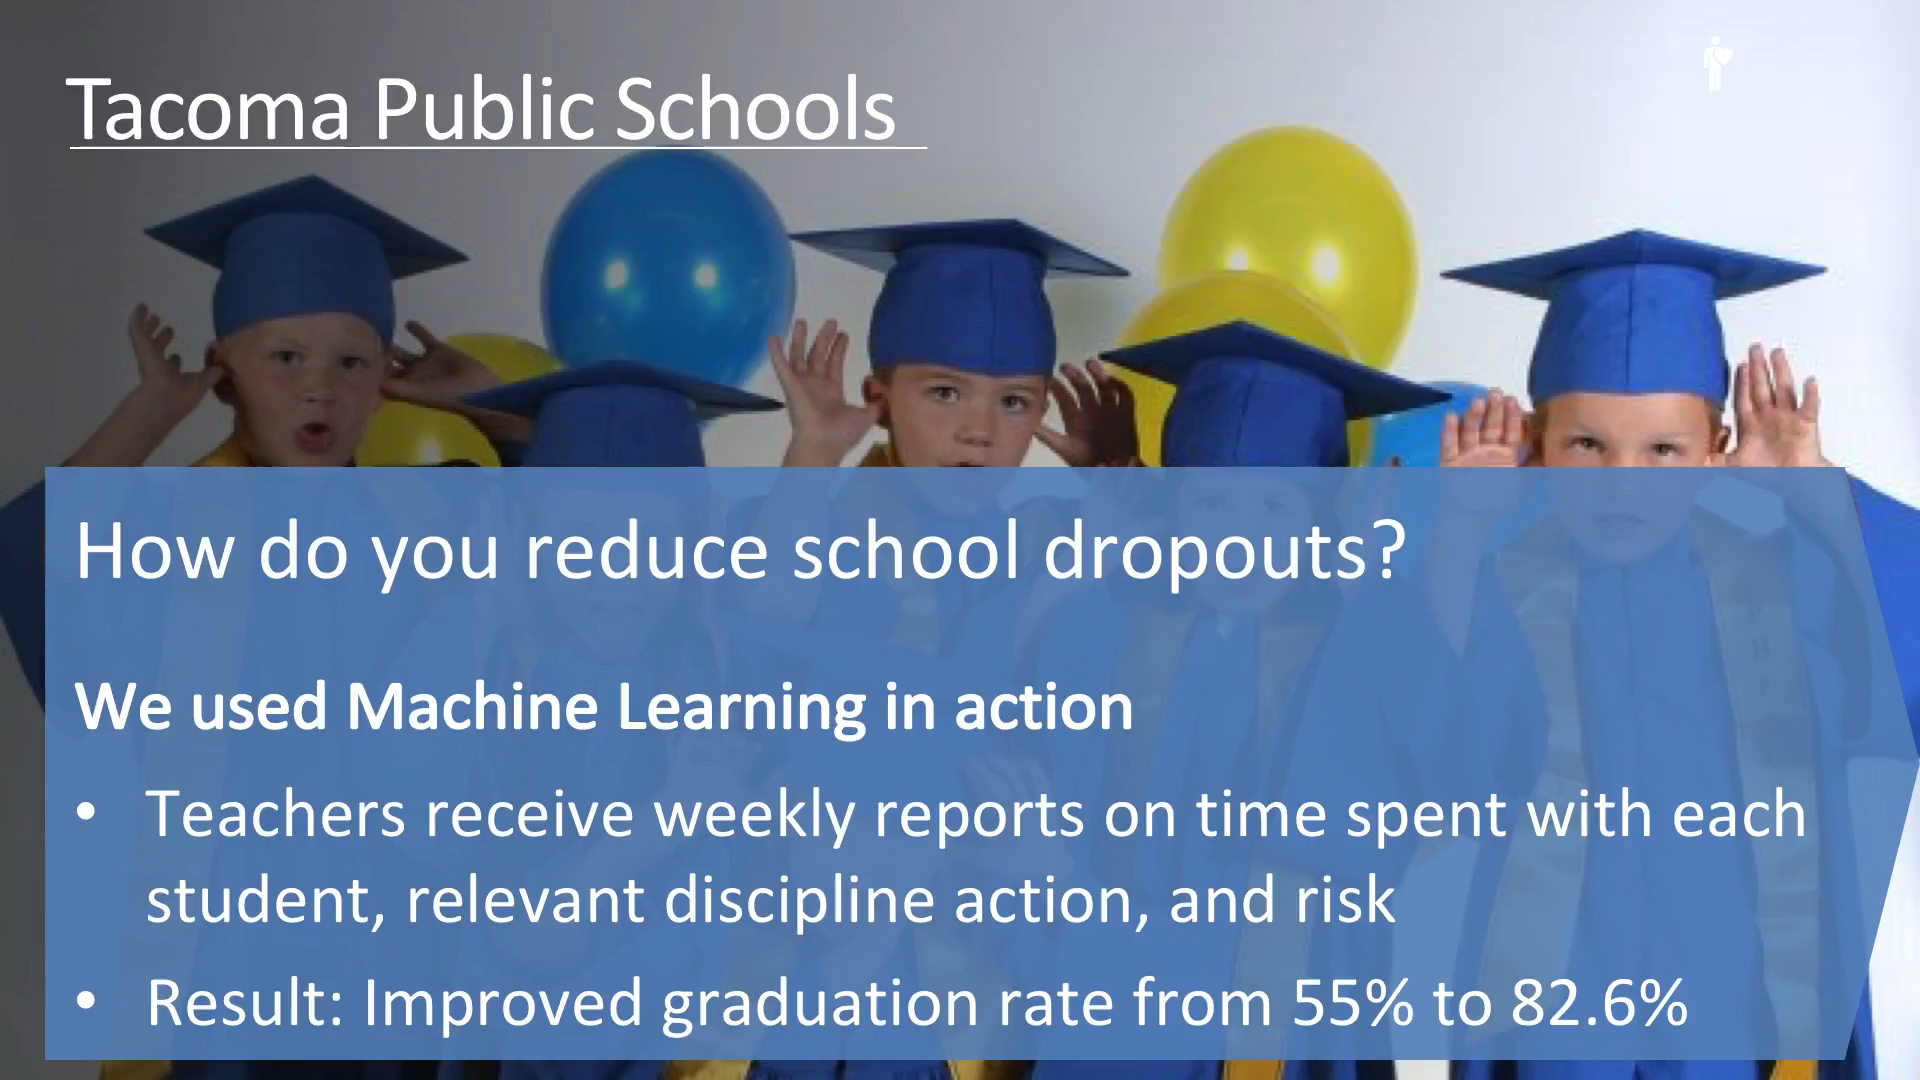 Tacoma Public Schools
How do you reduce school dropouts?
We used Machine Learning in action
• Teachers receive weekly reports on time spent with each
student, relevant discipline action, and risk
• Result: Improved graduation rate from 55% to 82.6%